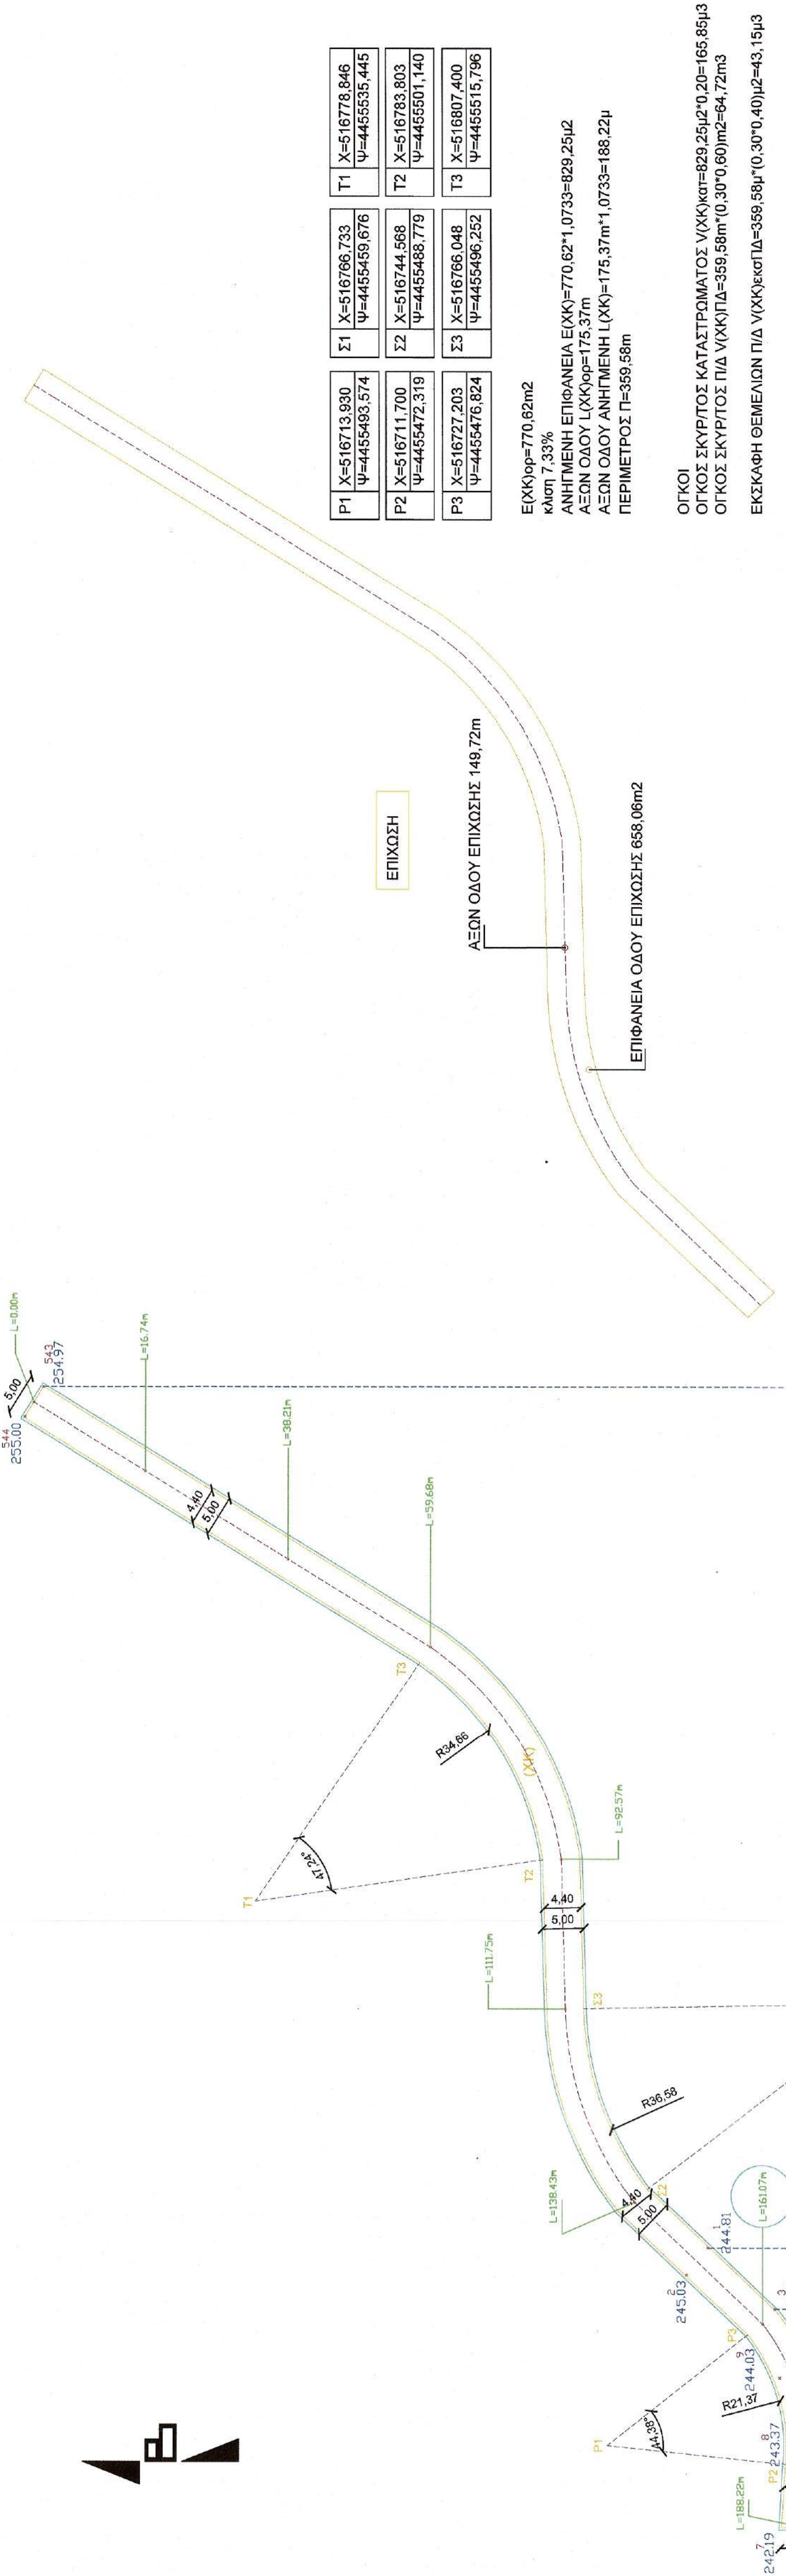 P1 X=516713,930
Ψ=4455493,574
P2 X=516711,700
Ψ=4455472,319
P3 X=516727,203
Ψ=4455476,824
Σ1 X=516766,733
Ψ=4455459,676
Σ2 X=516744,568
Ψ=4455488,779
Σ3 X=516766,048
Ψ=4455496,252
T1 X=516778,846
Ψ=4455535,445
T2 X=516783,803
Ψ=4455501,140
T3 X=516807,400
Ψ=4455515,796
E(XK)ορ=770,62m2
κλιση 7,33%
ΑΝΗΓΜΕΝΗ ΕΠΙΦΑΝΕΙΑ Ε(ΧΚ)=770,62*1,0733=829,25μ2
ΑΞΩΝ ΟΔΟΥ L(XK)ορ=175,37m
ΑΞΩΝ ΟΔΟΥ ΑΝΗΓΜΕΝΗ L(XK)=175,37m*1,0733=188,22μ
ΠΕΡΙΜΕΤΡΟΣ Π=359,58m
ΟΓΚΟΙ
ΟΓΚΟΣ ΣΚΥΡ/ΤΟΣ ΚΑΤΑΣΤΡΩΜΑΤΟΣ V(XK)κατ=829,25μ2*0,20=165,85μ3
ΟΓΚΟΣ ΣΚΥΡ/ΤΟΣ Π/Δ V(XK)ΠΔ=359,58m*(0,30*0,60)m2=64,72m3
ΕΚΣΚΑΦΗ ΘΕΜΕΛΙΩΝ Π/Δ V(XK)εκσΠΔ=359,58μ*(0,30*0,40)μ2=43,15μ3
ΕΠΙΧΩΣΗ
ΑΞΩΝ ΟΔΟΥ ΕΠΙΧΩΣΗΣ 149,72m
ΕΠΙΦΑΝΕΙΑ ΟΔΟΥ ΕΠΙΧΩΣΗΣ 658,06m2
544
255.00
5,00
L=0.00m
543
254.97
L=16.74m
4,40
5,00
L=38.21m
L=59.68m
T3
R34,66
(XK)
47,24°
T1
T2
L=92.57m
4,40
5,00
L=111.75m
Σ3
R36,58
L=138.43m
4,40
5,00
Σ2
1
244.81
L=161.07m
2
245.03
3
P3
9
244.03
R21,37
P1
44,38°
8
243.37
P2
L=188.22m
7
242.19
Β